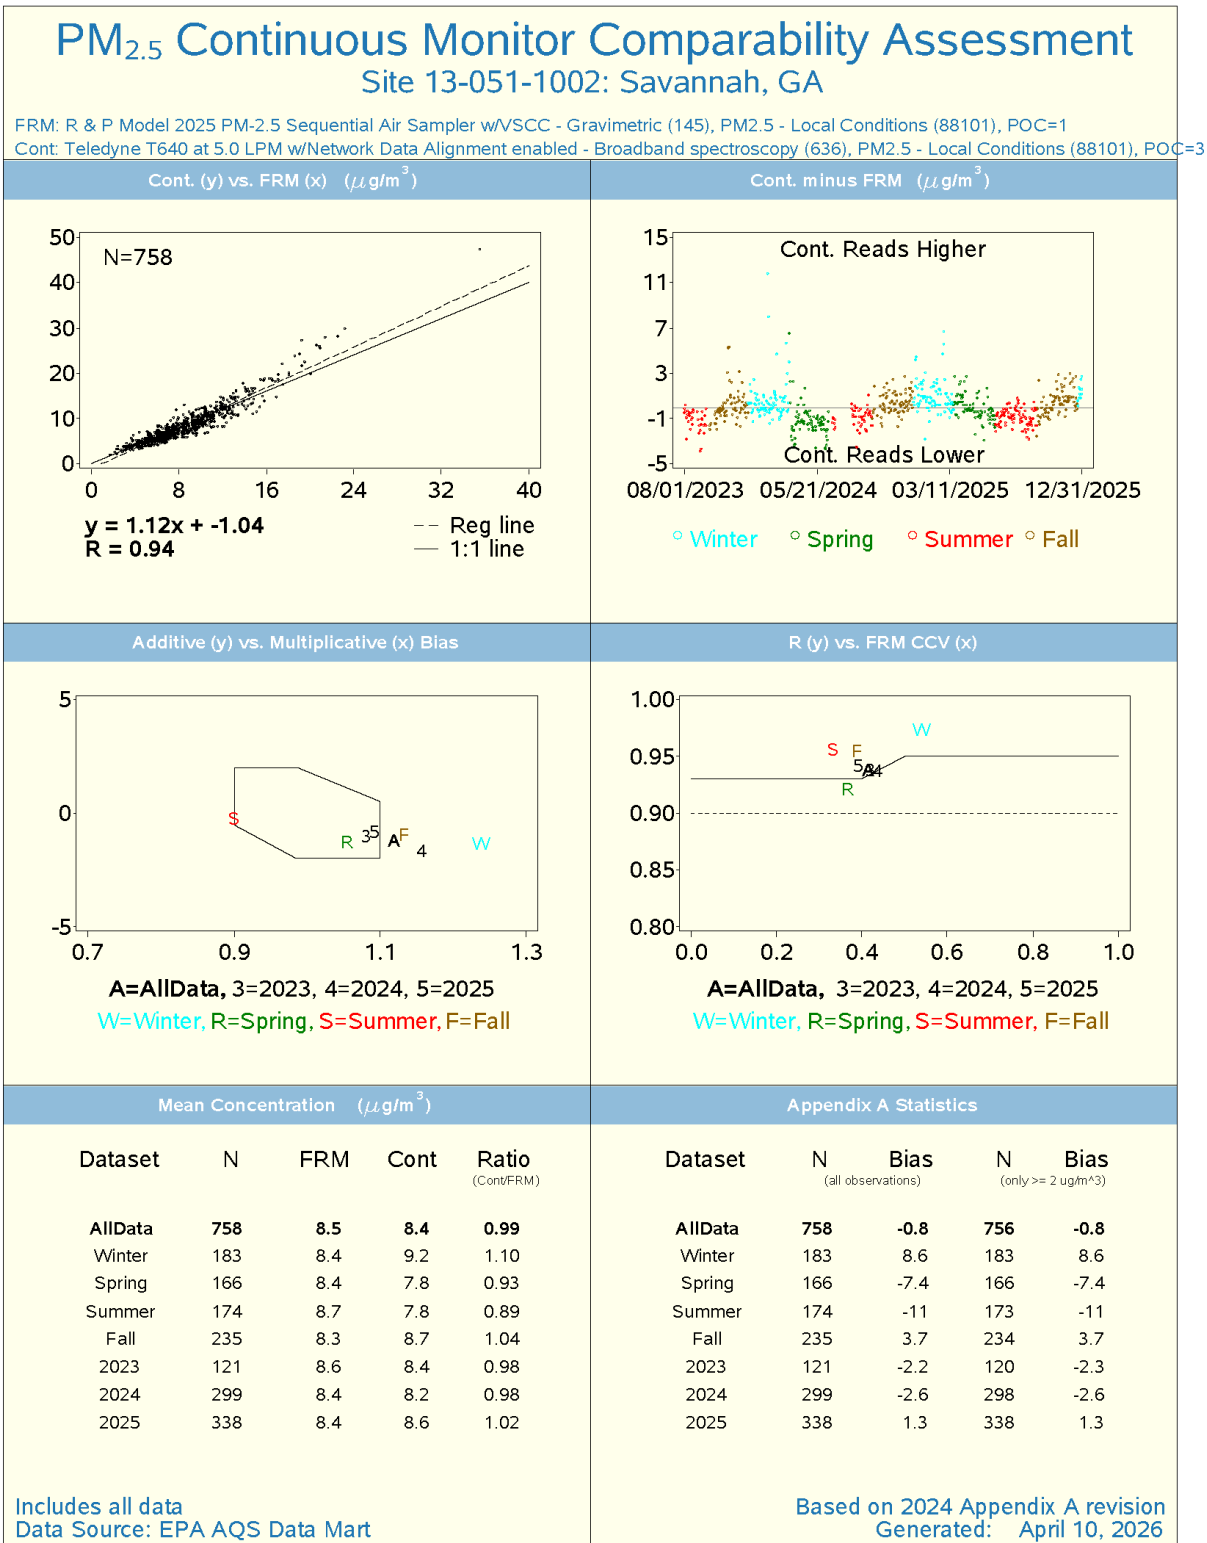 PM2.5 Continuous Monitor Comparability Assessment
Site 13-051-1002: Savannah, GA
FRM: R & P Model 2025 PM-2.5 Sequential Air Sampler w/VSCC - Gravimetric (145), PM2.5 - Local Conditions (88101), POC=1
Cont: Teledyne T640 at 5.0 LPM w/Network Data Alignment enabled - Broadband spectroscopy (636), PM2.5 - Local Conditions (88101), POC=3
Cont. (y) vs. FRM (x) (μg/m³)
50
40
30
20
10
0
N=758
0 8 16 24 32 40
y = 1.12x + -1.04
R = 0.94
Reg line
1:1 line
Cont. minus FRM (μg/m³)
15
11
7
3
-1
-5
Cont. Reads Higher
Cont. Reads Lower
08/01/2023 05/21/2024 03/11/2025 12/31/2025
Winter Spring Summer Fall
Additive (y) vs. Multiplicative (x) Bias
5
0
-5
S R 3 5 A F 4 W
0.7 0.9 1.1 1.3
A=AllData, 3=2023, 4=2024, 5=2025
W=Winter, R=Spring, S=Summer, F=Fall
R (y) vs. FRM CCV (x)
1.00
0.95
0.90
0.85
0.80
W
S F
5 3 A 4
R
0.0 0.2 0.4 0.6 0.8 1.0
A=AllData, 3=2023, 4=2024, 5=2025
W=Winter, R=Spring, S=Summer, F=Fall
Mean Concentration (μg/m³)
Dataset N FRM Cont Ratio
(Cont/FRM)
AllData 758 8.5 8.4 0.99
Winter 183 8.4 9.2 1.10
Spring 166 8.4 7.8 0.93
Summer 174 8.7 7.8 0.89
Fall 235 8.3 8.7 1.04
2023 121 8.6 8.4 0.98
2024 299 8.4 8.2 0.98
2025 338 8.4 8.6 1.02
Includes all data
Data Source: EPA AQS Data Mart
Appendix A Statistics
Dataset N Bias N Bias
(all observations) (only >= 2 ug/m^3)
AllData 758 -0.8 756 -0.8
Winter 183 8.6 183 8.6
Spring 166 -7.4 166 -7.4
Summer 174 -11 173 -11
Fall 235 3.7 234 3.7
2023 121 -2.2 120 -2.3
2024 299 -2.6 298 -2.6
2025 338 1.3 338 1.3
Based on 2024 Appendix A revision
Generated: April 10, 2026